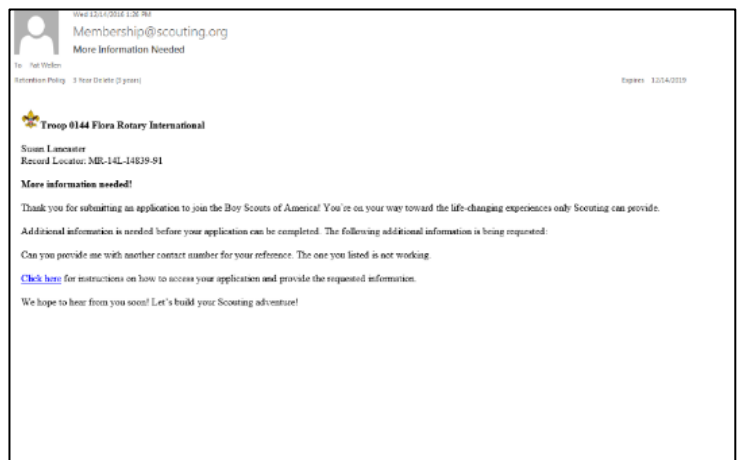 Wed 12/14/2016 1:26 PM
Membership@scouting.org
More Information Needed
To Pat Wellen
Retention Policy 3 Year Delete (3 years)
Expires 12/14/2019
Troop 0144 Flora Rotary International
Susan Lancaster
Record Locator: MR-14L-14839-91
More information needed!
Thank you for submitting an application to join the Boy Scouts of America! You're on your way toward the life-changing experiences only Scouting can provide.
Additional information is needed before your application can be completed. The following additional information is being requested:
Can you provide me with another contact number for your reference. The one you listed is not working.
Click here for instructions on how to access your application and provide the requested information.
We hope to hear from you soon! Let's build your Scouting adventure!